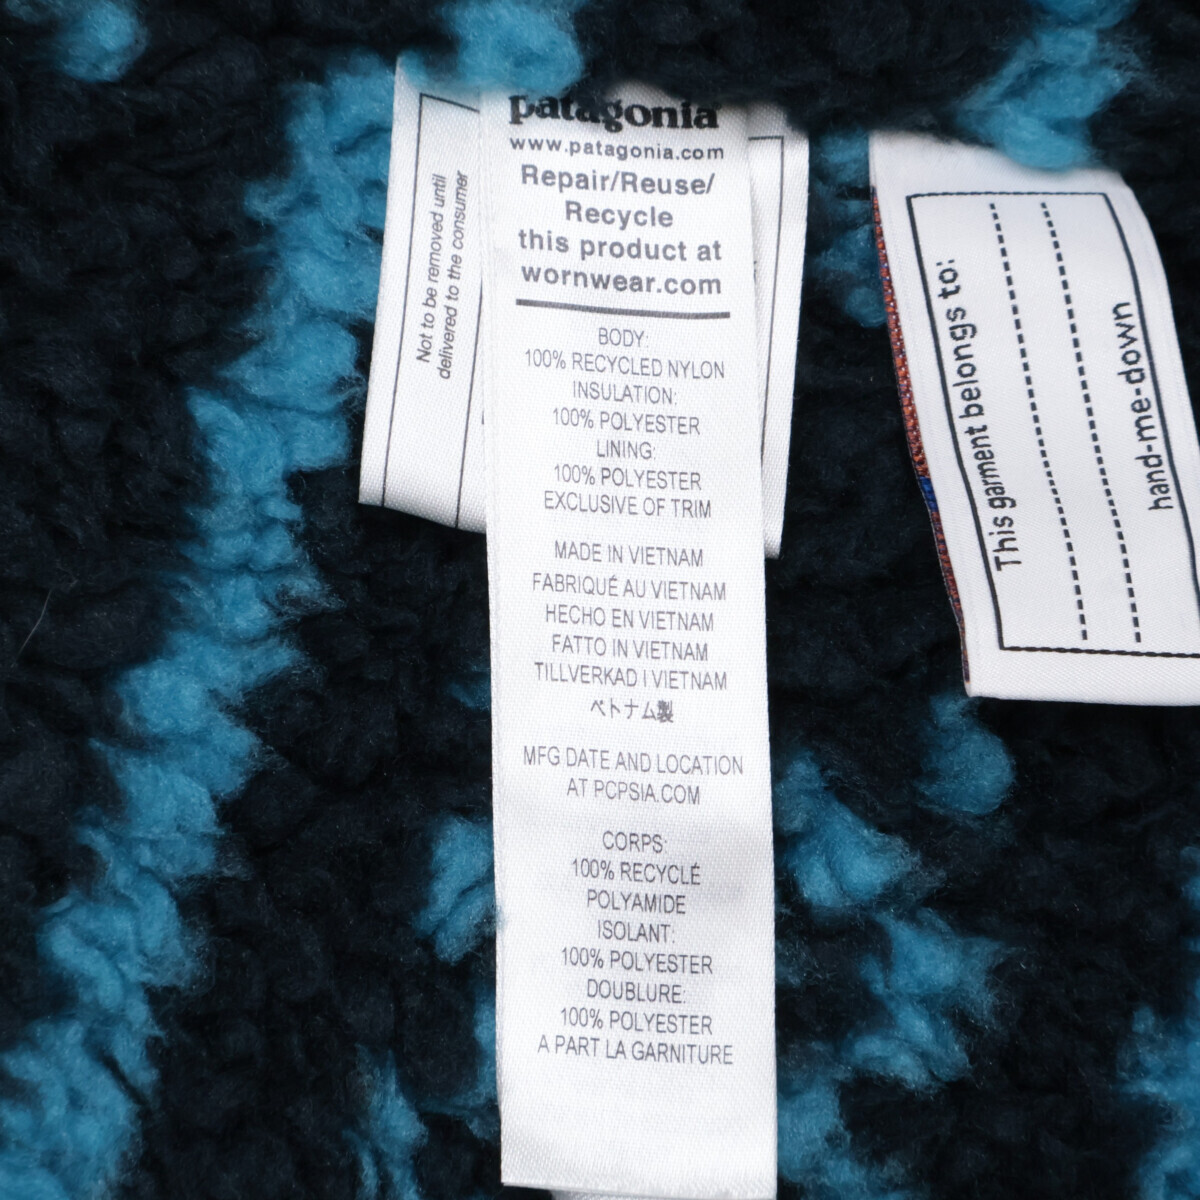 patagonia
www.patagonia.com
Repair/Reuse/
Recycle
this product at
wornwear.com
BODY:
100% RECYCLED NYLON
INSULATION:
100% POLYESTER
LINING:
100% POLYESTER
EXCLUSIVE OF TRIM
MADE IN VIETNAM
FABRIQUÉ AU VIETNAM
HECHO EN VIETNAM
FATTO IN VIETNAM
TILLVERKAD I VIETNAM
ベトナム製
MFG DATE AND LOCATION
AT PCPSIA.COM
CORPS:
100% RECYCLÉ
POLYAMIDE
ISOLANT:
100% POLYESTER
DOUBLURE:
100% POLYESTER
A PART LA GARNITURE
Not to be removed until
delivered to the consumer
This garment belongs to:
hand-me-down